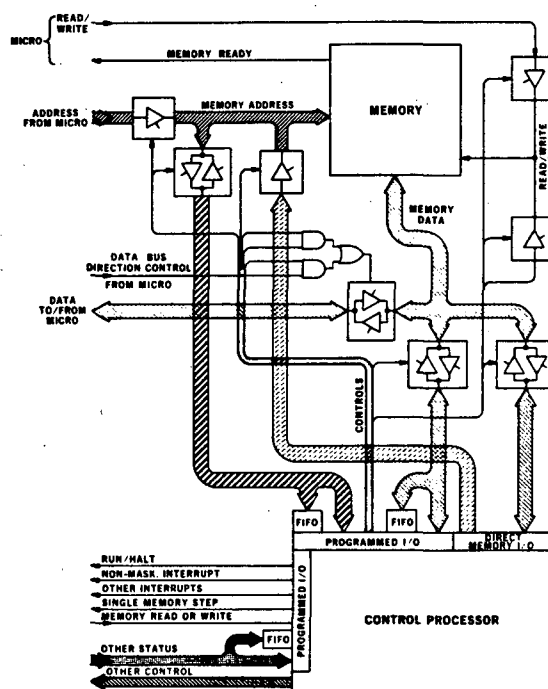 READ/
WRITE
MICRO
MEMORY READY
ADDRESS
FROM MICRO
MEMORY ADDRESS
MEMORY
READ/WRITE
MEMORY
DATA
DATA BUS
DIRECTION CONTROL
FROM MICRO
DATA
TO/FROM
MICRO
CONTROLS
FIFO
FIFO
PROGRAMMED I/O
DIRECT
MEMORY I/O
RUN/HALT
NON-MASK. INTERRUPT
OTHER INTERRUPTS
SINGLE MEMORY STEP
MEMORY READ OR WRITE
FIFO
PROGRAMMED I/O
CONTROL PROCESSOR
OTHER STATUS
OTHER CONTROL